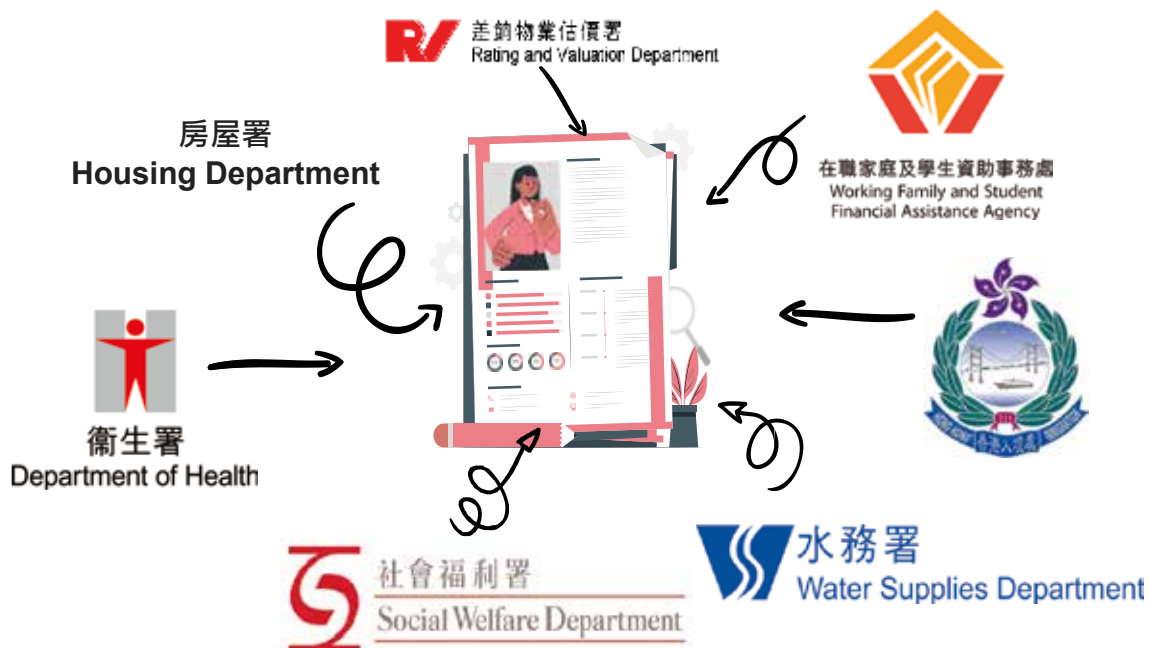 差餉物業估價署
Rating and Valuation Department
房屋署
Housing Department
在職家庭及學生資助事務處
Working Family and Student
Financial Assistance Agency
衞生署
Department of Health
社會福利署
Social Welfare Department
水務署
Water Supplies Department